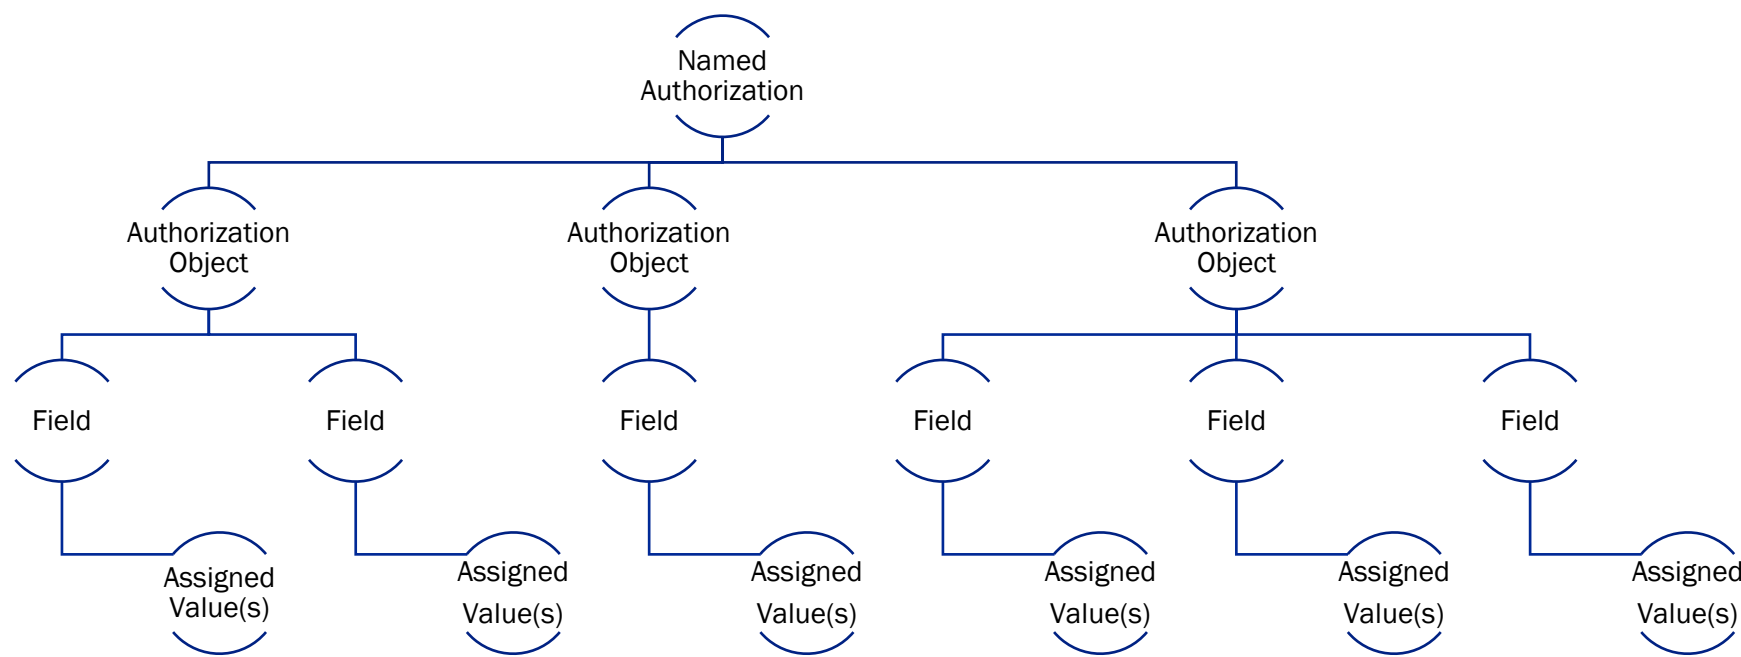 Named
Authorization
Authorization
Object
Authorization
Object
Authorization
Object
Field
Field
Field
Field
Field
Field
Assigned
Value(s)
Assigned
Value(s)
Assigned
Value(s)
Assigned
Value(s)
Assigned
Value(s)
Assigned
Value(s)